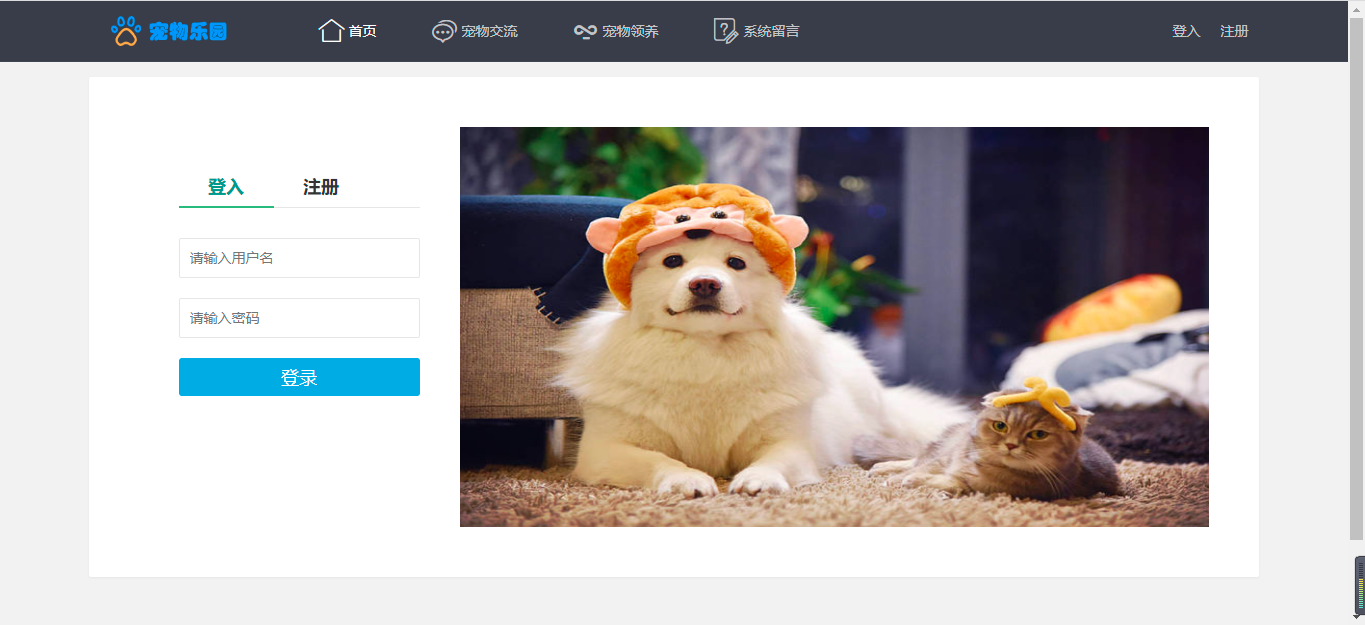 宠物乐园
首页
宠物交流
宠物领养
系统留言
登入
注册
登入
注册
请输入用户名
请输入密码
登录